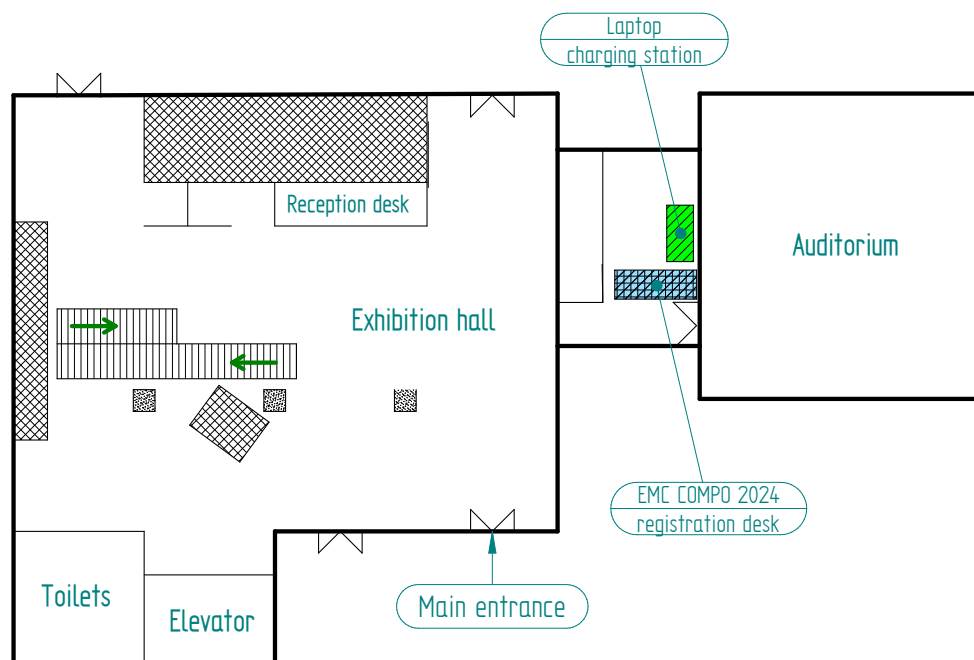 Laptop
charging station
Reception desk
Auditorium
Exhibition hall
EMC COMPO 2024
registration desk
Toilets
Elevator
Main entrance